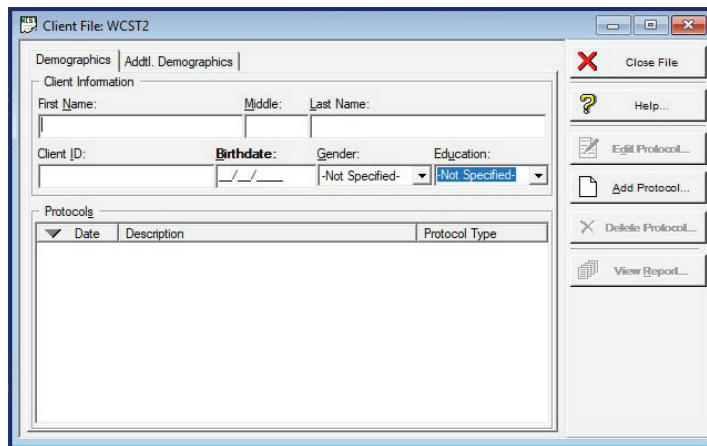 Client File: WCST2
Demographics
Addtl. Demographics
Client Information
First Name:
Middle:
Last Name:
Client ID:
Birthdate:
Gender:
Education:
__/__/____
-Not Specified-
-Not Specified-
Protocols
Date
Description
Protocol Type
Close File
Help...
Edit Protocol...
Add Protocol...
Delete Protocol...
View Report...